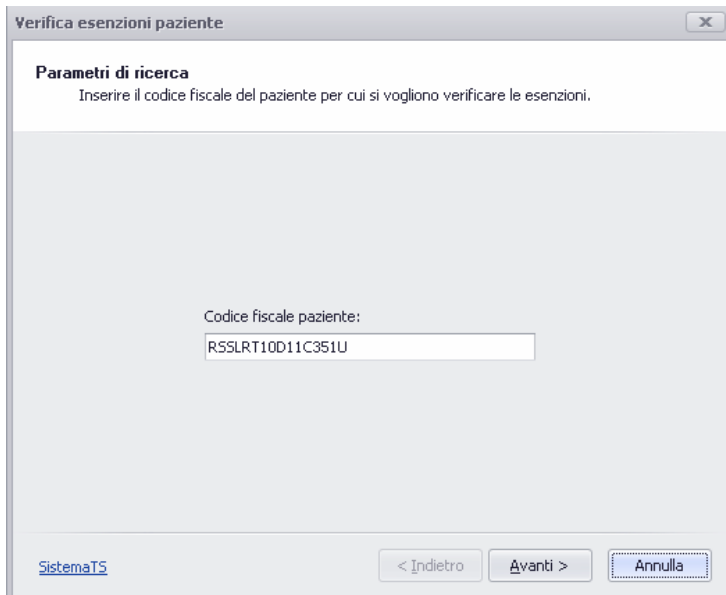 Verifica esenzioni paziente
Parametri di ricerca
Inserire il codice fiscale del paziente per cui si vogliono verificare le esenzioni.
Codice fiscale paziente:
RSSLRT10D11C351U
SistemaTS
< Indietro
Avanti >
Annulla